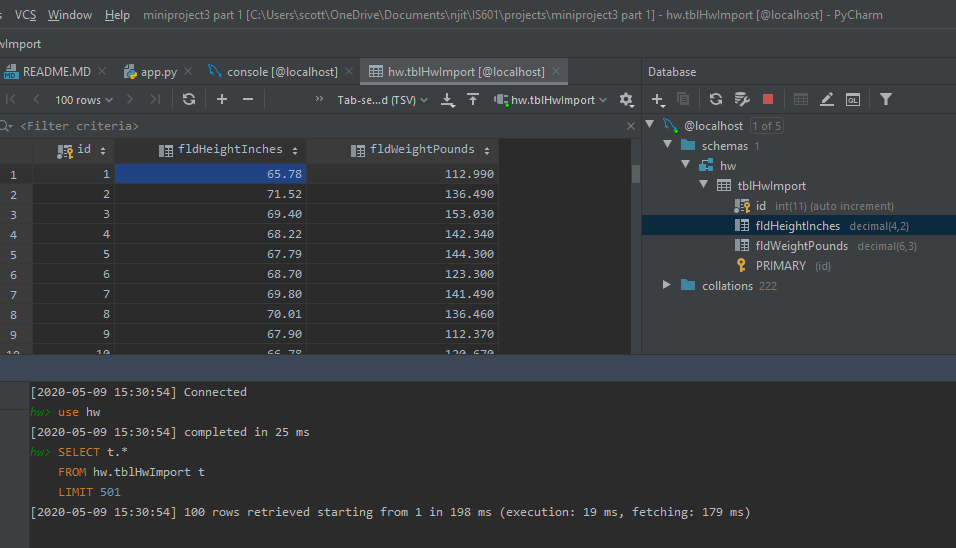 VCS Window Help miniproject3 part 1 [C:\Users\scott\OneDrive\Documents\njit\IS601\projects\miniproject3 part 1] - hw.tblHwImport [@localhost] - PyCharm
wImport
README.MD app.py console [@localhost] hw.tblHwImport [@localhost] Database
100 rows Tab-se...d (TSV) hw.tblHwImport
<Filter criteria> @localhost 1 of 5
id fldHeightInches fldWeightPounds schemas 1
1 1 65.78 112.990 hw
2 2 71.52 136.490 tblHwImport
3 3 69.40 153.030 id int(11) (auto increment)
4 4 68.22 142.340 fldHeightInches decimal(4,2)
5 5 67.79 144.300 fldWeightPounds decimal(6,3)
6 6 68.70 123.300 PRIMARY (id)
7 7 69.80 141.490 collations 222
8 8 70.01 136.460
9 9 67.90 112.370
10 10 66.78 120.670
[2020-05-09 15:30:54] Connected
hw> use hw
[2020-05-09 15:30:54] completed in 25 ms
hw> SELECT t.*
FROM hw.tblHwImport t
LIMIT 501
[2020-05-09 15:30:54] 100 rows retrieved starting from 1 in 198 ms (execution: 19 ms, fetching: 179 ms)